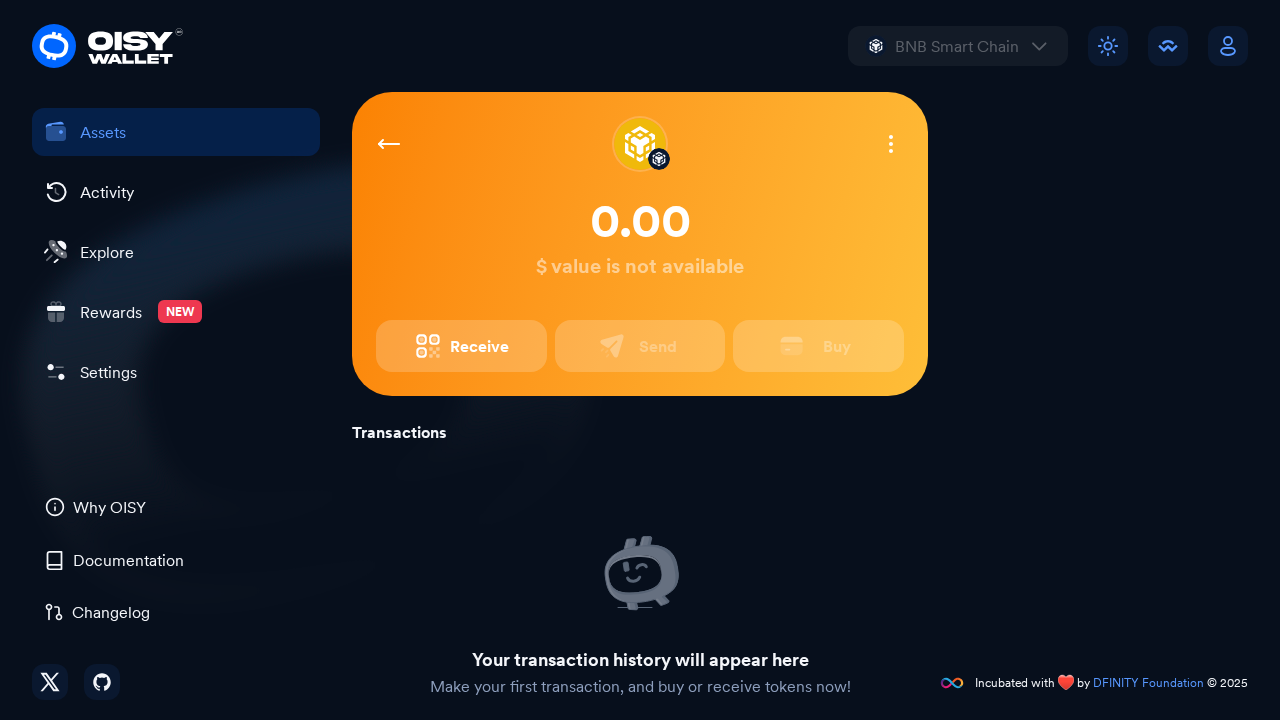 OISY
WALLET
BNB Smart Chain
Assets
Activity
Explore
Rewards NEW
Settings
0.00
$ value is not available
Receive
Send
Buy
Transactions
Why OISY
Documentation
Changelog
Your transaction history will appear here
Make your first transaction, and buy or receive tokens now!
Incubated with ❤️ by DFINITY Foundation © 2025